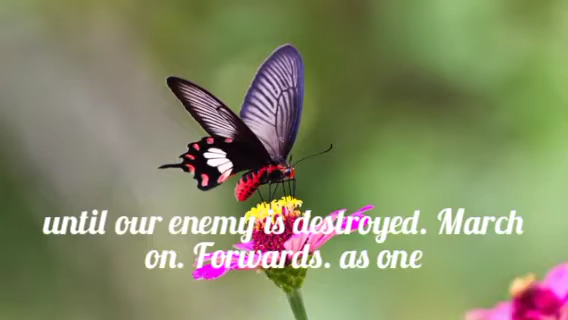 until our enemy is destroyed. March
on. Forwards. as one